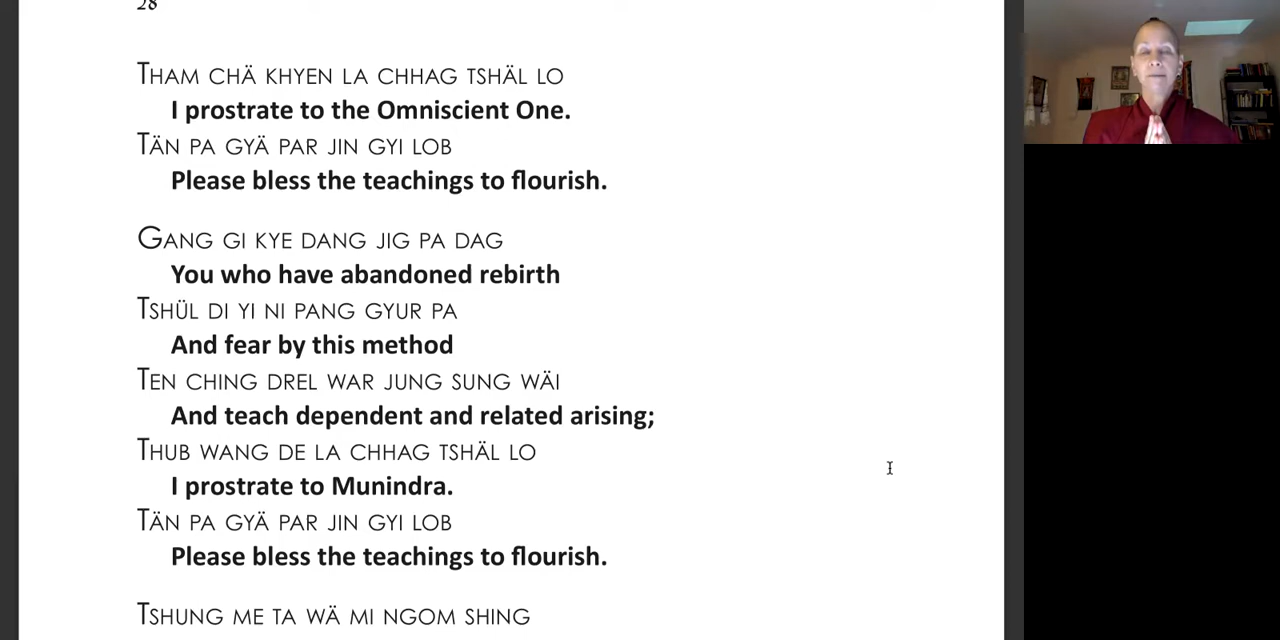 28
THAM CHÄ KHYEN LA CHHAG TSHÄL LO
I prostrate to the Omniscient One.
TÄN PA GYÄ PAR JIN GYI LOB
Please bless the teachings to flourish.
GANG GI KYE DANG JIG PA DAG
You who have abandoned rebirth
TSHÜL DI YI NI PANG GYUR PA
And fear by this method
TEN CHING DREL WAR JUNG SUNG WÄI
And teach dependent and related arising;
THUB WANG DE LA CHHAG TSHÄL LO
I prostrate to Munindra.
TÄN PA GYÄ PAR JIN GYI LOB
Please bless the teachings to flourish.
TSHUNG ME TA WÄ MI NGOM SHING